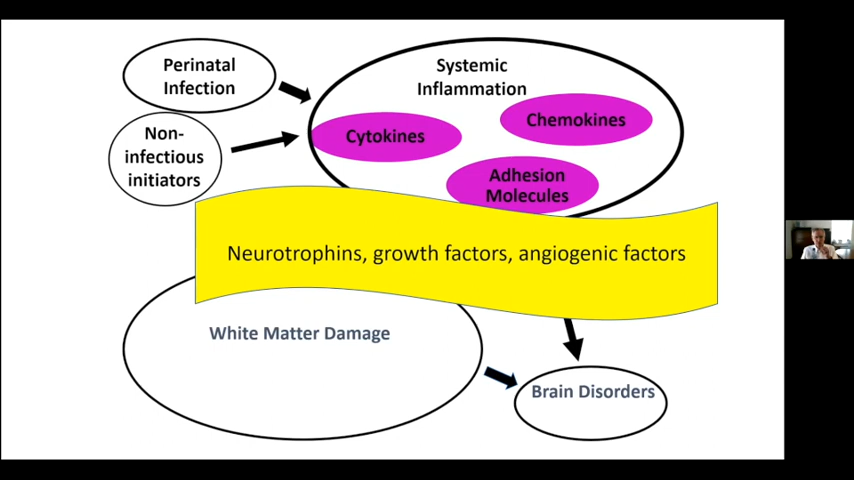 Perinatal
Infection
Non-
infectious
initiators
Systemic
Inflammation
Cytokines
Chemokines
Adhesion
Molecules
Neurotrophins, growth factors, angiogenic factors
White Matter Damage
Brain Disorders